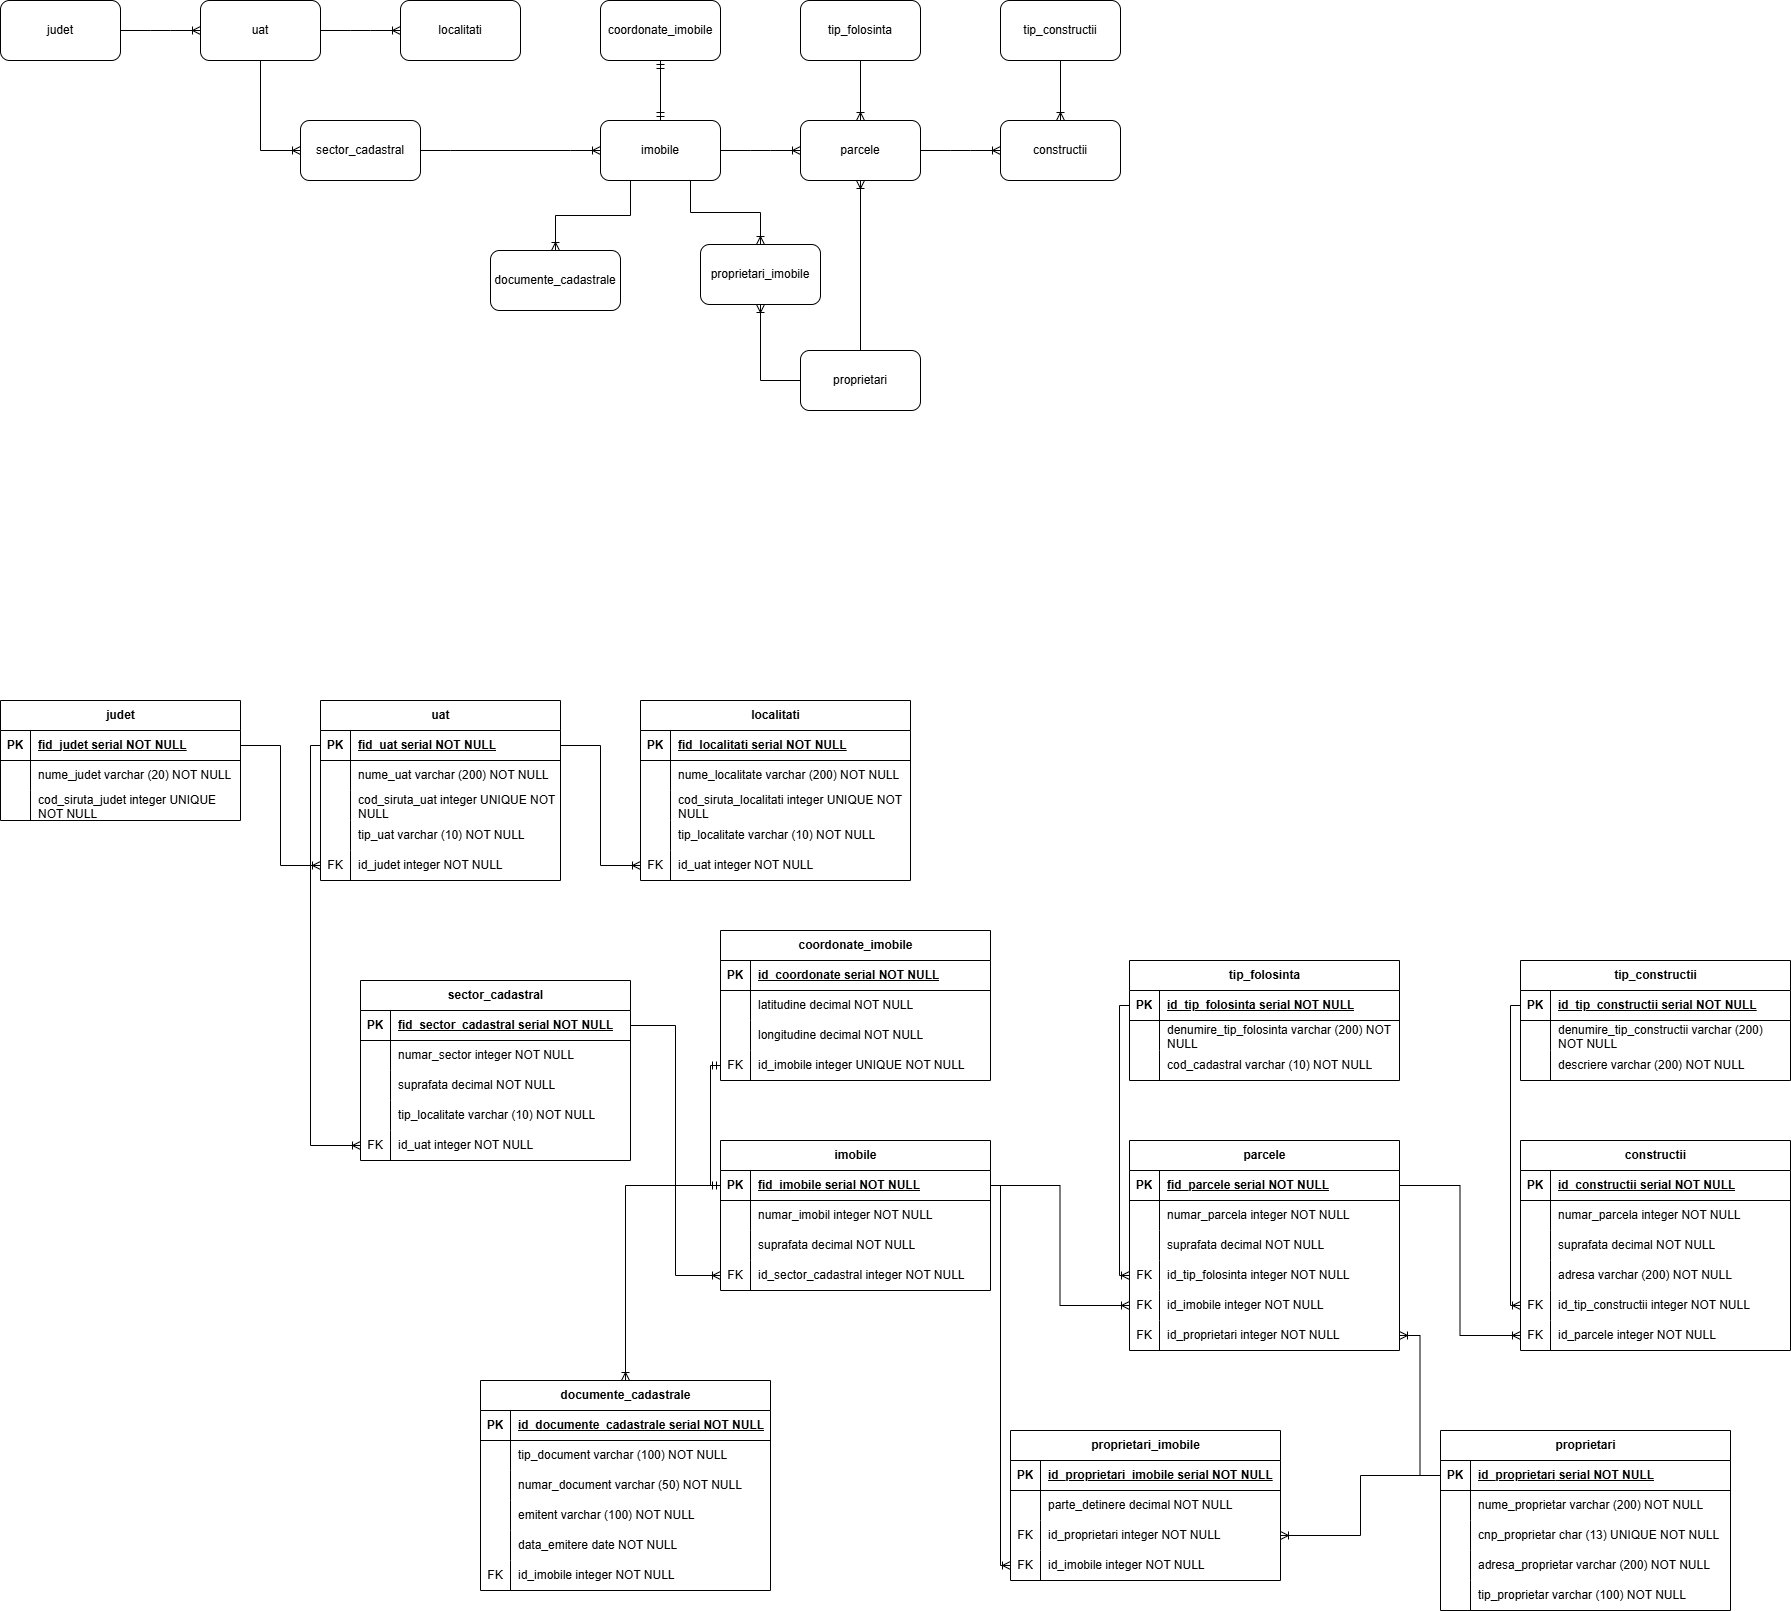 judet
uat
localitati
coordonate_imobile
tip_folosinta
tip_constructii
sector_cadastral
imobile
parcele
constructii
documente_cadastrale
proprietari_imobile
proprietari
judet
PK fid_judet serial NOT NULL
nume_judet varchar (20) NOT NULL
cod_siruta_judet integer UNIQUE
NOT NULL
uat
PK fid_uat serial NOT NULL
nume_uat varchar (200) NOT NULL
cod_siruta_uat integer UNIQUE NOT
NULL
tip_uat varchar (10) NOT NULL
FK id_judet integer NOT NULL
localitati
PK fid_localitati serial NOT NULL
nume_localitate varchar (200) NOT NULL
cod_siruta_localitati integer UNIQUE NOT
NULL
tip_localitate varchar (10) NOT NULL
FK id_uat integer NOT NULL
sector_cadastral
PK fid_sector_cadastral serial NOT NULL
numar_sector integer NOT NULL
suprafata decimal NOT NULL
tip_localitate varchar (10) NOT NULL
FK id_uat integer NOT NULL
coordonate_imobile
PK id_coordonate serial NOT NULL
latitudine decimal NOT NULL
longitudine decimal NOT NULL
FK id_imobile integer UNIQUE NOT NULL
tip_folosinta
PK id_tip_folosinta serial NOT NULL
denumire_tip_folosinta varchar (200) NOT
NULL
cod_cadastral varchar (10) NOT NULL
tip_constructii
PK id_tip_constructii serial NOT NULL
denumire_tip_constructii varchar (200)
NOT NULL
descriere varchar (200) NOT NULL
imobile
PK fid_imobile serial NOT NULL
numar_imobil integer NOT NULL
suprafata decimal NOT NULL
FK id_sector_cadastral integer NOT NULL
parcele
PK fid_parcele serial NOT NULL
numar_parcela integer NOT NULL
suprafata decimal NOT NULL
FK id_tip_folosinta integer NOT NULL
FK id_imobile integer NOT NULL
FK id_proprietari integer NOT NULL
constructii
PK id_constructii serial NOT NULL
numar_parcela integer NOT NULL
suprafata decimal NOT NULL
adresa varchar (200) NOT NULL
FK id_tip_constructii integer NOT NULL
FK id_parcele integer NOT NULL
documente_cadastrale
PK id_documente_cadastrale serial NOT NULL
tip_document varchar (100) NOT NULL
numar_document varchar (50) NOT NULL
emitent varchar (100) NOT NULL
data_emitere date NOT NULL
FK id_imobile integer NOT NULL
proprietari_imobile
PK id_proprietari_imobile serial NOT NULL
parte_detinere decimal NOT NULL
FK id_proprietari integer NOT NULL
FK id_imobile integer NOT NULL
proprietari
PK id_proprietari serial NOT NULL
nume_proprietar varchar (200) NOT NULL
cnp_proprietar char (13) UNIQUE NOT NULL
adresa_proprietar varchar (200) NOT NULL
tip_proprietar varchar (100) NOT NULL